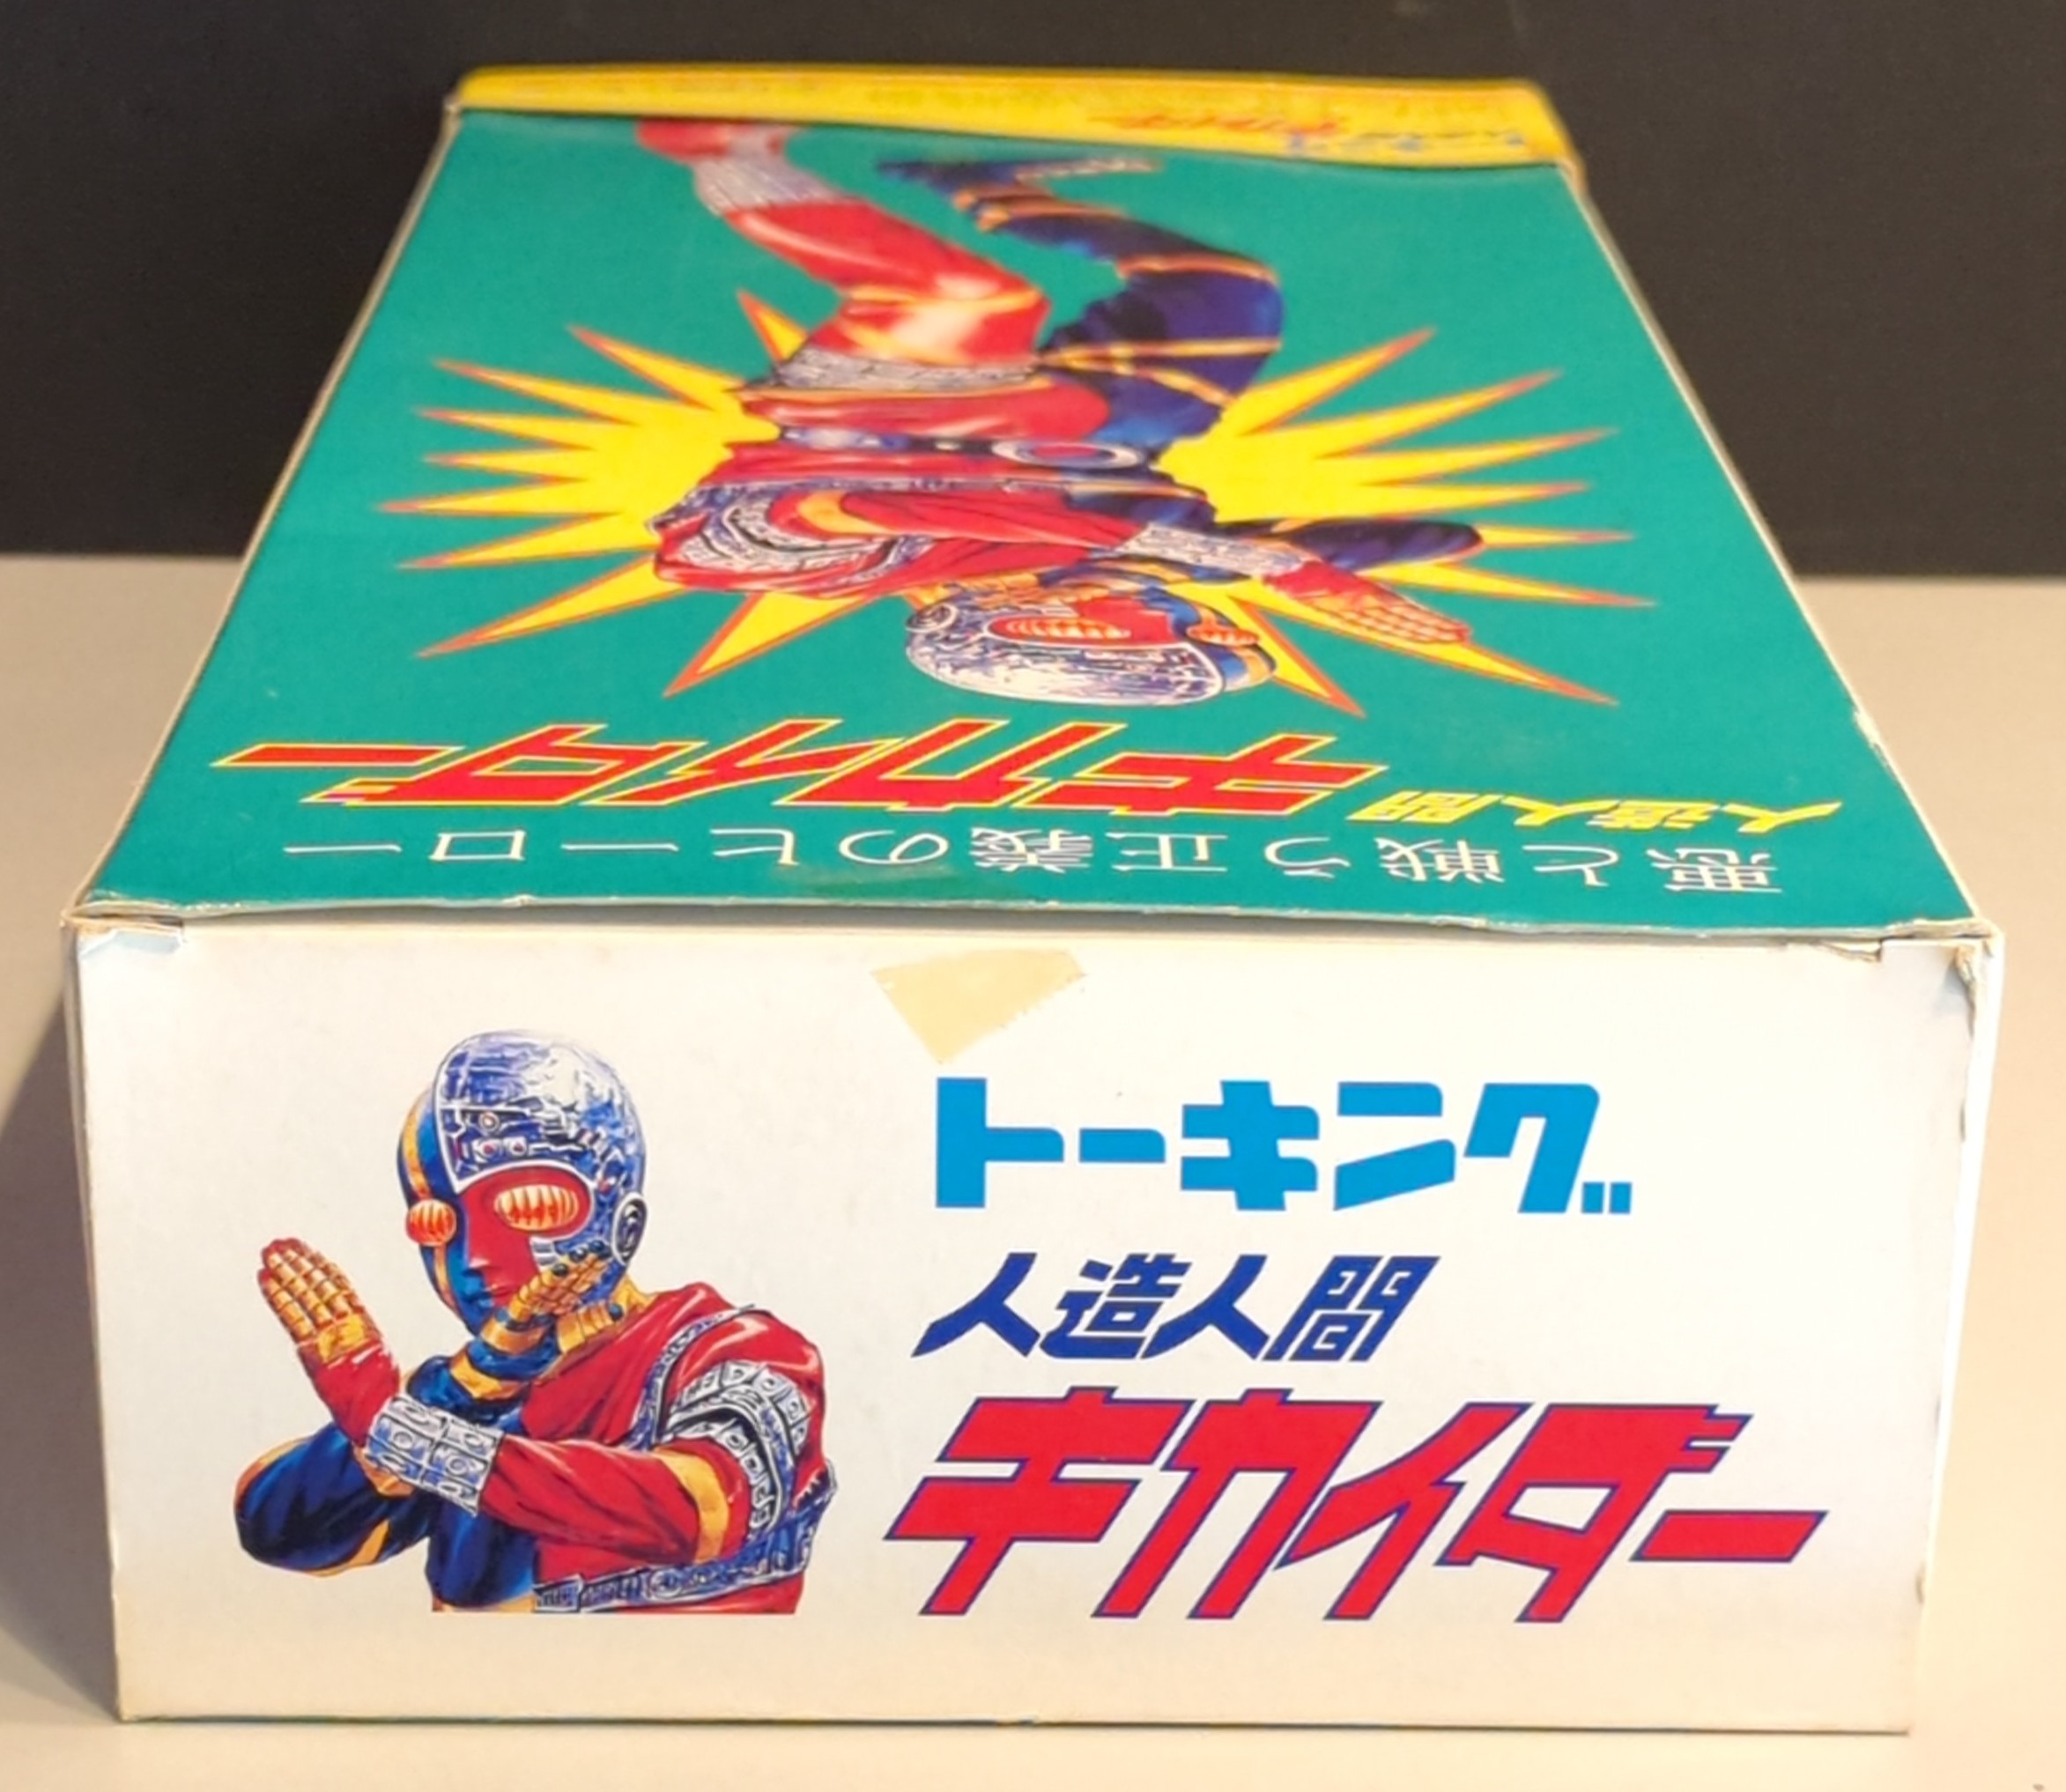 悪と戦う正義のヒーロー
人造人間 キカイダー
トーキング
人造人間
キカイダー